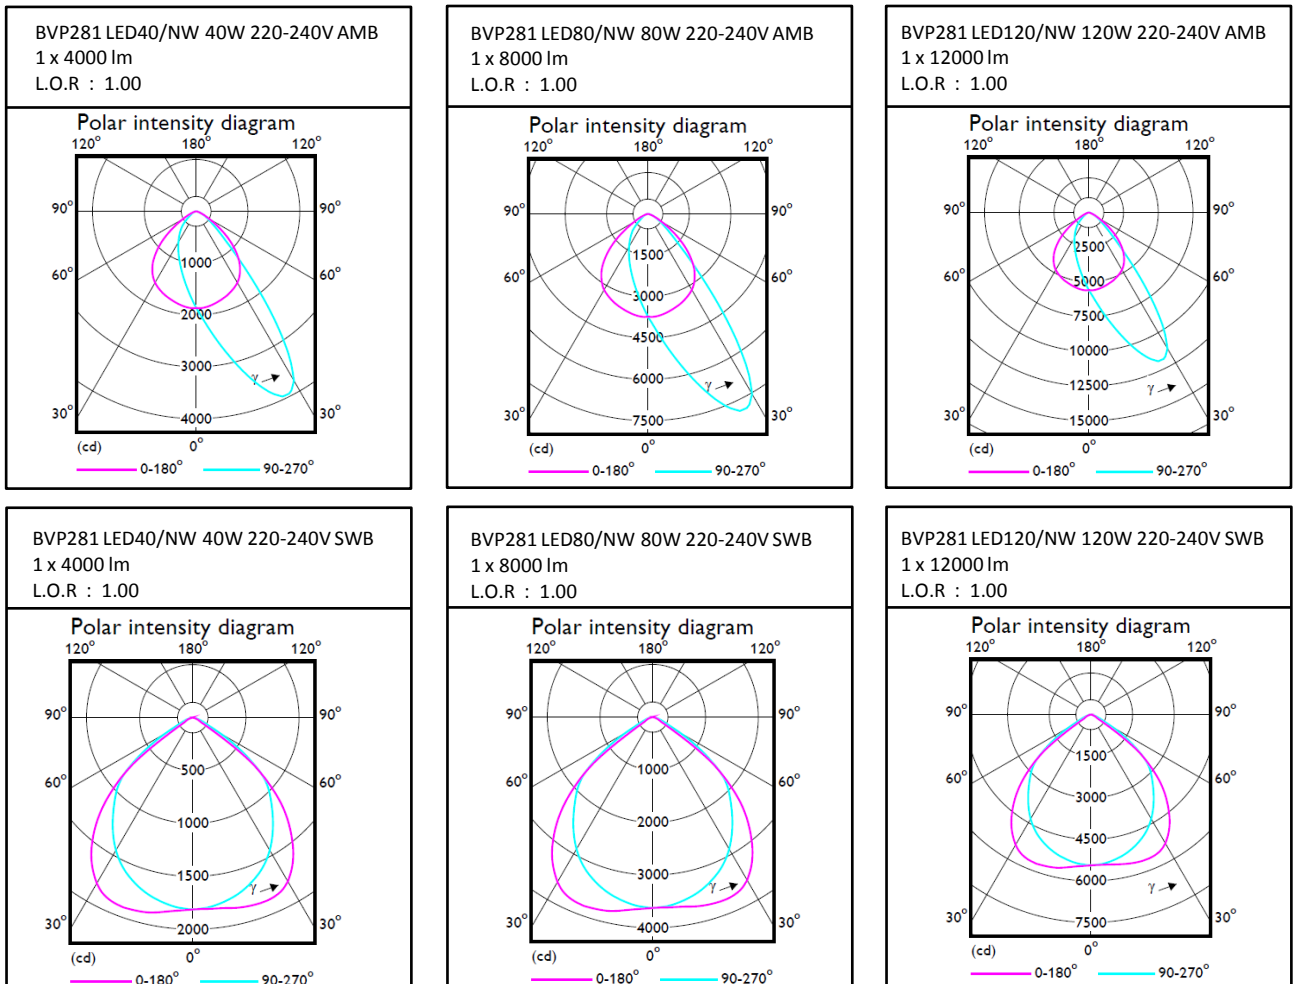 BVP281 LED40/NW 40W 220-240V AMB
1 x 4000 lm
L.O.R : 1.00
Polar intensity diagram
120° 180° 120°
90° 90°
1000
60° 60°
2000
3000
γ
30° 4000 30°
(cd) 0°
0-180° 90-270°
BVP281 LED80/NW 80W 220-240V AMB
1 x 8000 lm
L.O.R : 1.00
Polar intensity diagram
120° 180° 120°
90° 90°
1500
60° 60°
3000
4500
6000
γ
30° 7500 30°
(cd) 0°
0-180° 90-270°
BVP281 LED120/NW 120W 220-240V AMB
1 x 12000 lm
L.O.R : 1.00
Polar intensity diagram
120° 180° 120°
90° 90°
2500
60° 5000 60°
7500
10000
12500 γ
30° 15000 30°
(cd) 0°
0-180° 90-270°
BVP281 LED40/NW 40W 220-240V SWB
1 x 4000 lm
L.O.R : 1.00
Polar intensity diagram
120° 180° 120°
90° 90°
500
60° 60°
1000
1500
γ
30° 2000 30°
(cd) 0°
0-180° 90-270°
BVP281 LED80/NW 80W 220-240V SWB
1 x 8000 lm
L.O.R : 1.00
Polar intensity diagram
120° 180° 120°
90° 90°
1000
60° 60°
2000
3000
γ
30° 4000 30°
(cd) 0°
0-180° 90-270°
BVP281 LED120/NW 120W 220-240V SWB
1 x 12000 lm
L.O.R : 1.00
Polar intensity diagram
120° 180° 120°
90° 90°
1500
60° 60°
3000
4500
6000
γ
30° 7500 30°
(cd) 0°
0-180° 90-270°